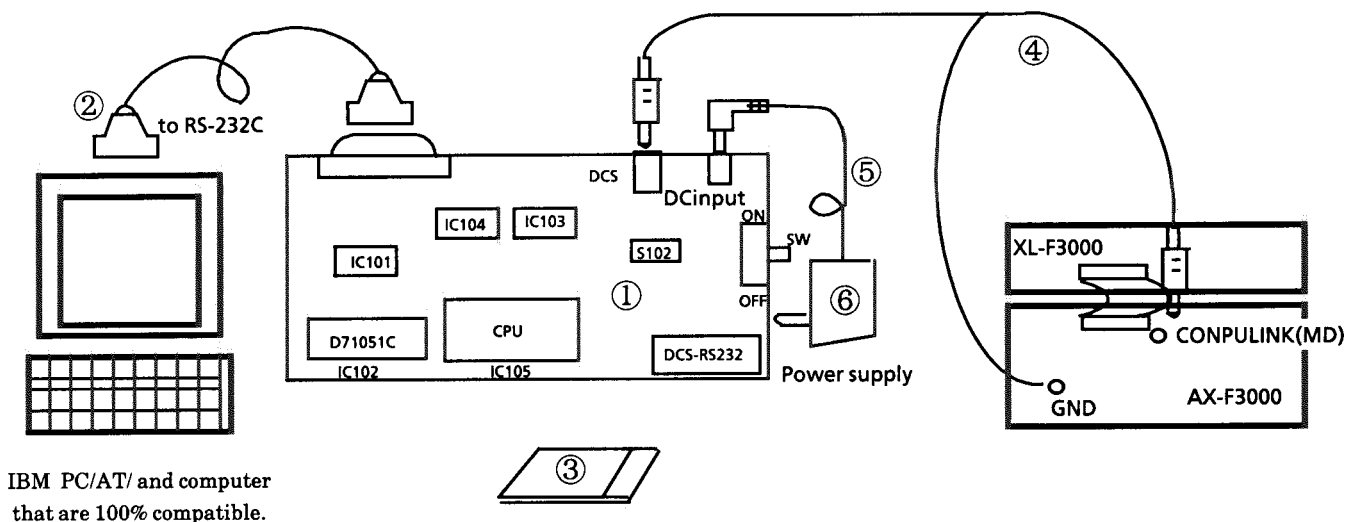 ④
②
to RS-232C
DCS
DCinput
⑤
IC104
IC103
ON
SW
IC101
S102
XL-F3000
①
OFF
⑥
D71051C
CPU
DCS-RS232
CONPULINK(MD)
IC102
IC105
Power supply
GND
AX-F3000
③
IBM PC/AT/ and computer
that are 100% compatible.